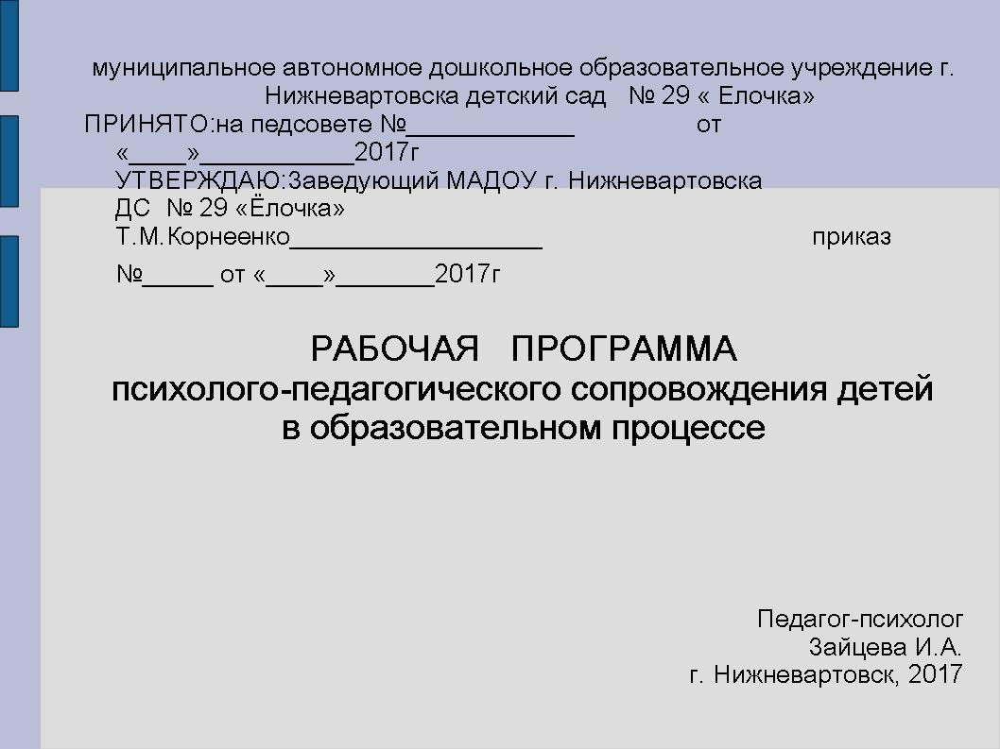 муниципальное автономное дошкольное образовательное учреждение г.
Нижневартовска детский сад № 29 « Елочка»
ПРИНЯТО:на педсовете №____________ от
«____»___________2017г
УТВЕРЖДАЮ:Заведующий МАДОУ г. Нижневартовска
ДС № 29 «Ёлочка»
Т.М.Корнеенко__________________ приказ
№_____ от «____»_______2017г
РАБОЧАЯ ПРОГРАММА
психолого-педагогического сопровождения детей
в образовательном процессе
Педагог-психолог
Зайцева И.А.
г. Нижневартовск, 2017